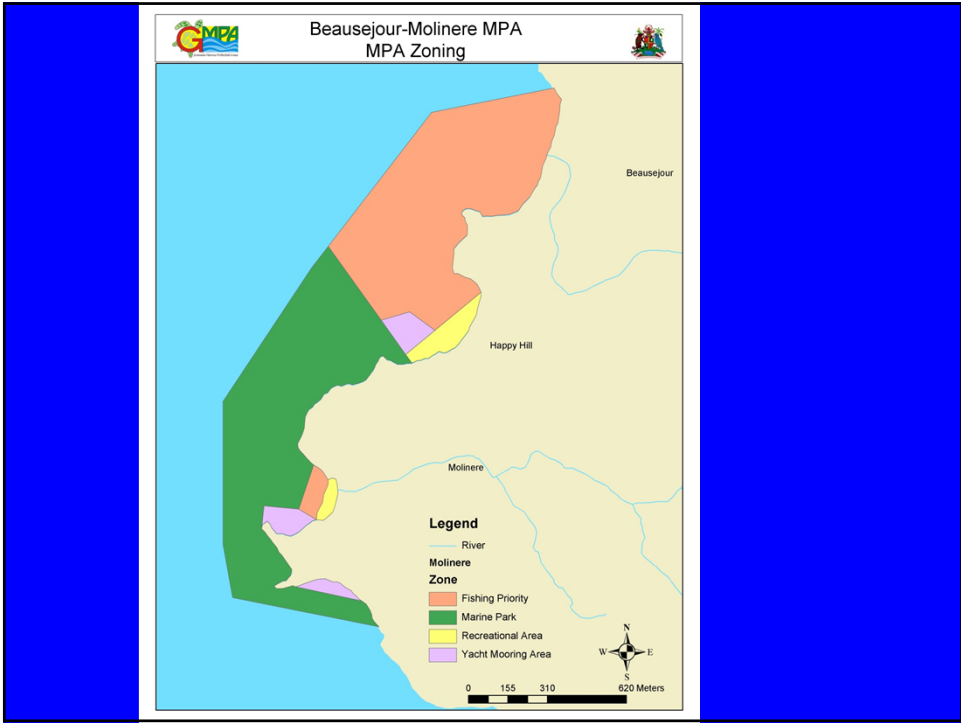 GMPA
Beausejour-Molinere MPA
MPA Zoning
Beausejour
Happy Hill
Molinere
Legend
River
Molinere
Zone
Fishing Priority
Marine Park
Recreational Area
Yacht Mooring Area
N
W E
S
0 155 310 620 Meters